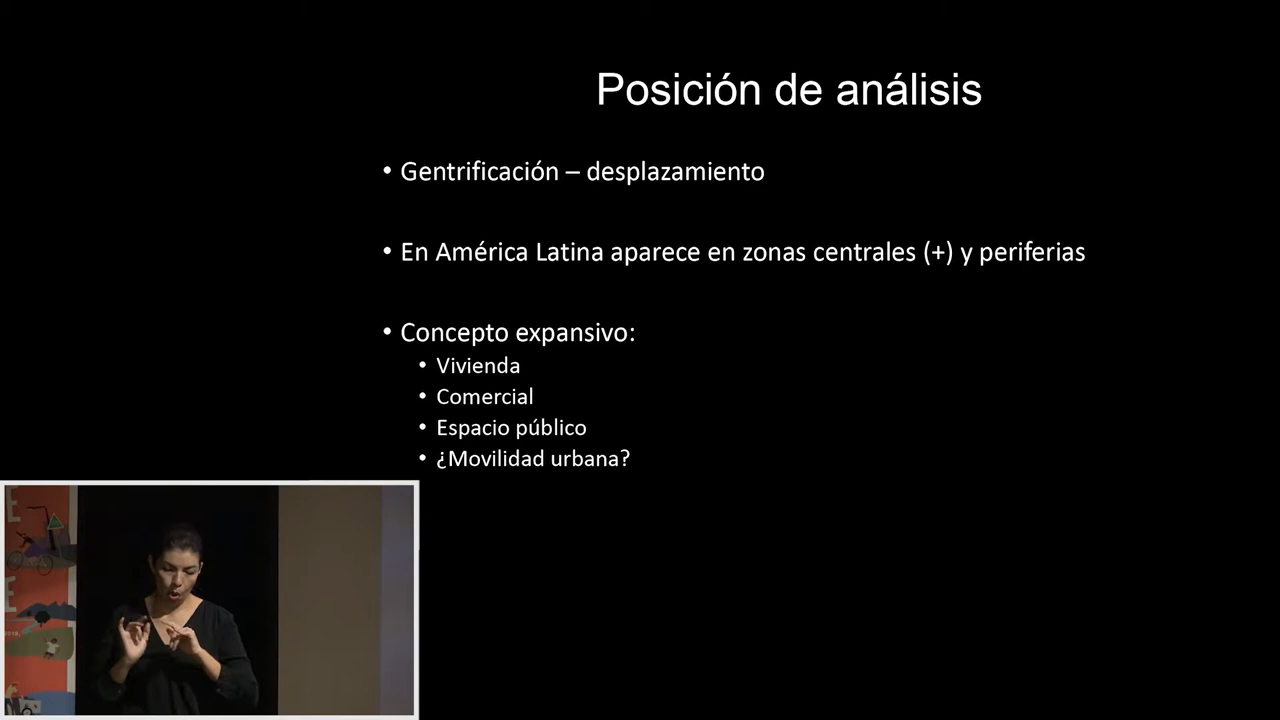 Posición de análisis
• Gentrificación – desplazamiento
• En América Latina aparece en zonas centrales (+) y periferias
• Concepto expansivo:
• Vivienda
• Comercial
• Espacio público
• ¿Movilidad urbana?
E
E